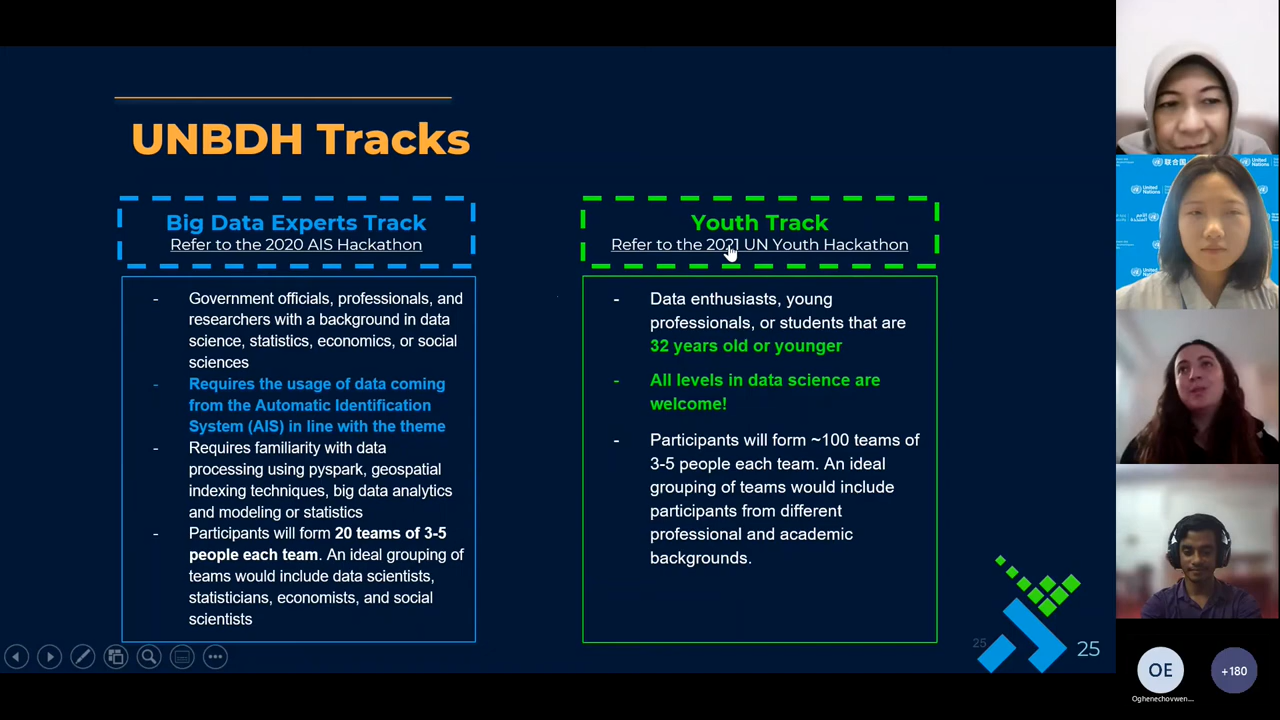 UNBDH Tracks
Big Data Experts Track
Refer to the 2020 AIS Hackathon
- Government officials, professionals, and
researchers with a background in data
science, statistics, economics, or social
sciences
- Requires the usage of data coming
from the Automatic Identification
System (AIS) in line with the theme
- Requires familiarity with data
processing using pyspark, geospatial
indexing techniques, big data analytics
and modeling or statistics
- Participants will form 20 teams of 3-5
people each team. An ideal grouping of
teams would include data scientists,
statisticians, economists, and social
scientists
Youth Track
Refer to the 2021 UN Youth Hackathon
- Data enthusiasts, young
professionals, or students that are
32 years old or younger
- All levels in data science are
welcome!
- Participants will form ~100 teams of
3-5 people each team. An ideal
grouping of teams would include
participants from different
professional and academic
backgrounds.
25
25
联合国
United
Nations
OE
Oghenechovwen...
+180